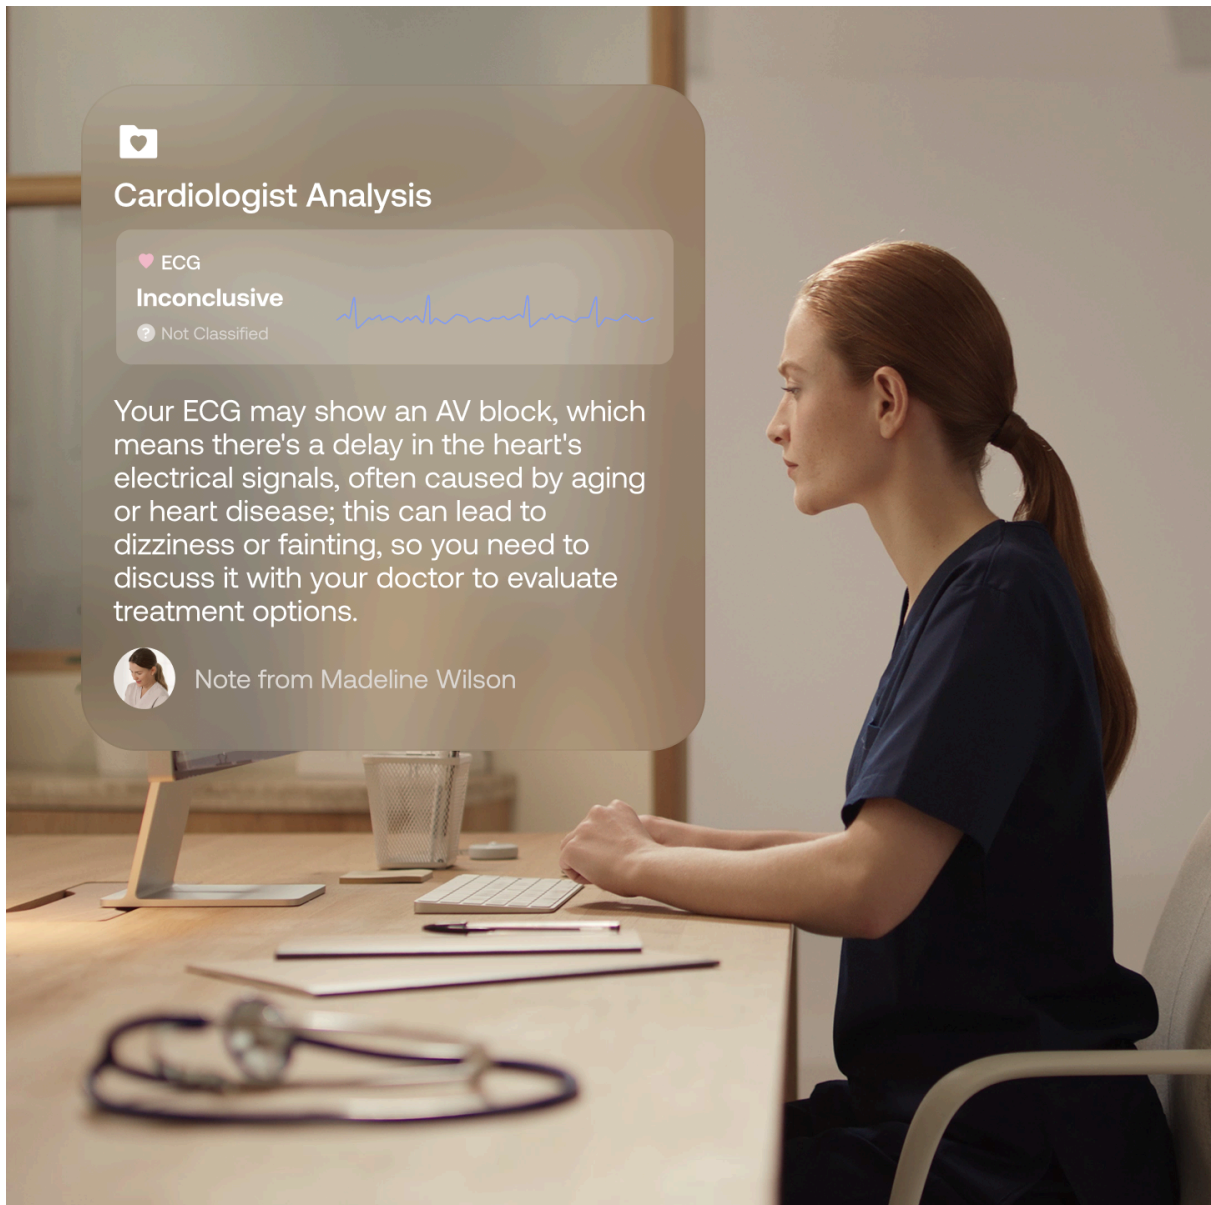 Cardiologist Analysis
ECG
Inconclusive
? Not Classified
Your ECG may show an AV block, which
means there's a delay in the heart's
electrical signals, often caused by aging
or heart disease; this can lead to
dizziness or fainting, so you need to
discuss it with your doctor to evaluate
treatment options.
Note from Madeline Wilson